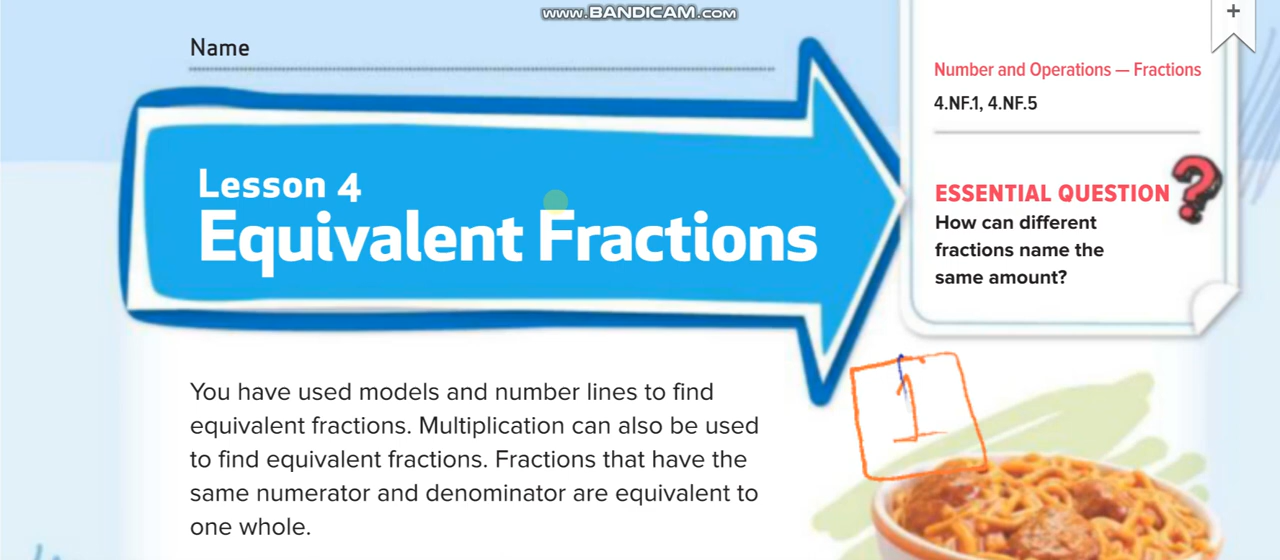 www.BANDICAM.com
Name
Number and Operations — Fractions
4.NF.1, 4.NF.5
Lesson 4
Equivalent Fractions
ESSENTIAL QUESTION
How can different
fractions name the
same amount?
You have used models and number lines to find
equivalent fractions. Multiplication can also be used
to find equivalent fractions. Fractions that have the
same numerator and denominator are equivalent to
one whole.
1